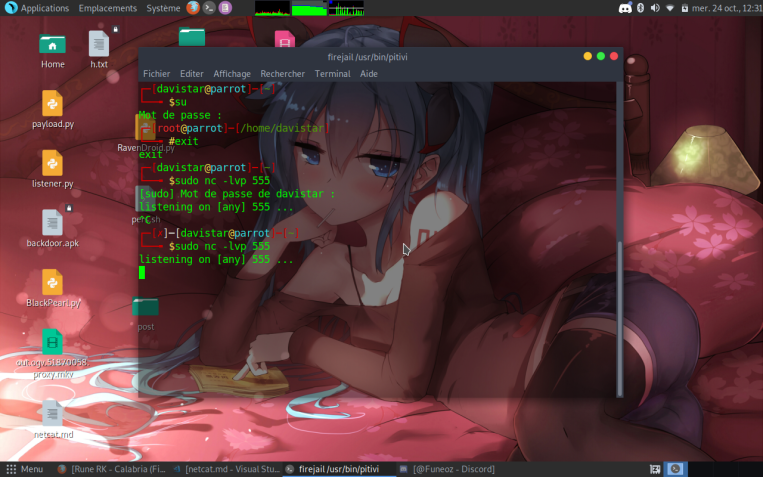 Applications Emplacements Système
mer. 24 oct., 12:31
Home
h.txt
payload.py
RavenDroid.py
listener.py
backdoor.apk
BlackPearl.py
post
out.ogv.51870058
proxy.mkv
netcat.md
firejail /usr/bin/pitivi
Fichier Editer Affichage Rechercher Terminal Aide
[davistar@parrot]─[~]
$su
Mot de passe :
[root@parrot]─[/home/davistar]
#exit
exit
[davistar@parrot]─[~]
$sudo nc -lvp 555
[sudo] Mot de passe de davistar :
listening on [any] 555 ...
^C
[✗]─[davistar@parrot]─[~]
$sudo nc -lvp 555
listening on [any] 555 ...
Menu
[Rune RK - Calabria (Fi...
[netcat.md - Visual Stu...
firejail /usr/bin/pitivi
[@Funeoz - Discord]